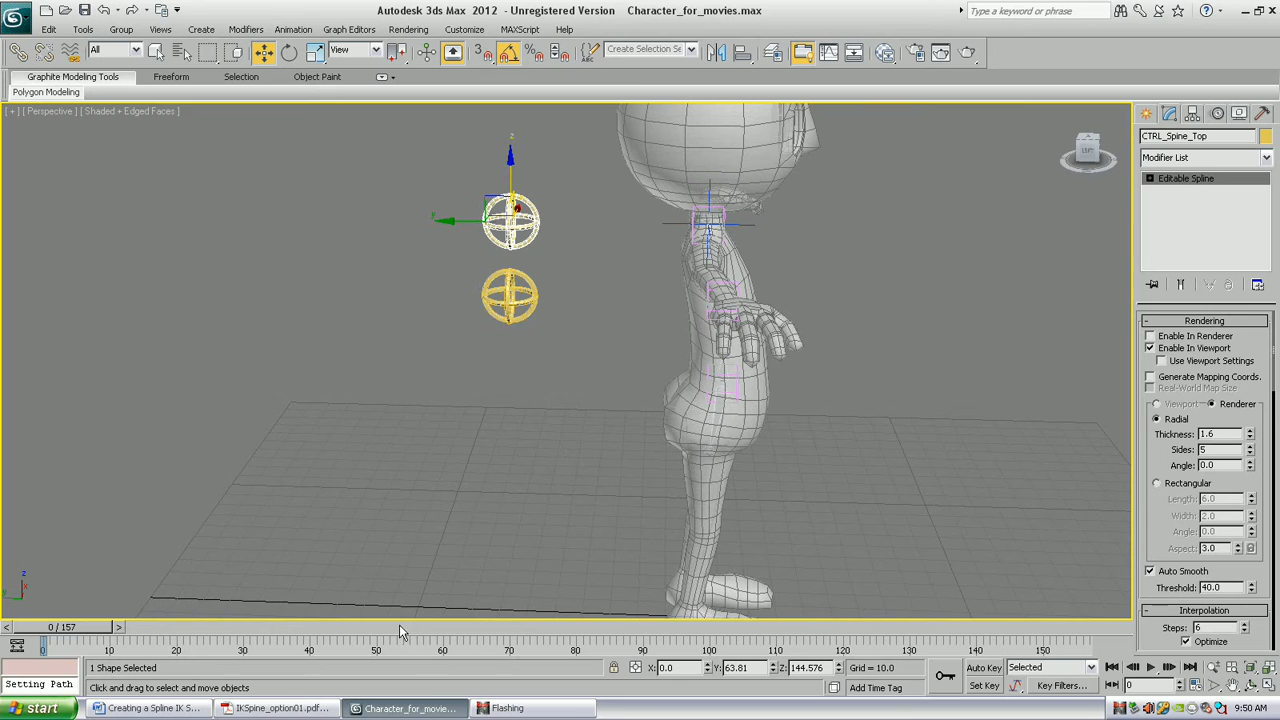 Autodesk 3ds Max 2012 - Unregistered Version Character_for_movies.max
Type a keyword or phrase
Edit Tools Group Views Create Modifiers Animation Graph Editors Rendering Customize MAXScript Help
All View 3 Create Selection Se
Graphite Modeling Tools Freeform Selection Object Paint
Polygon Modeling
[ + ] [ Perspective ] [ Shaded + Edged Faces ]
z
LEFT
CTRL_Spine_Top
Modifier List
Editable Spline
- Rendering
Enable In Renderer
Enable In Viewport
Use Viewport Settings
Generate Mapping Coords.
Real-World Map Size
Viewport Renderer
Radial
Thickness: 1.6
Sides: 5
Angle: 0.0
Rectangular
Length: 6.0
Width: 2.0
Angle: 0.0
Aspect: 3.0
Auto Smooth
Threshold: 40.0
- Interpolation
Steps: 6
Optimize
z
x
y
< 0 / 157 >
0 10 20 30 40 50 60 70 80 90 100 110 120 130 140 150
1 Shape Selected X: 0.0 Y: 63.81 Z: 144.576 Grid = 10.0 Auto Key Selected
Setting Path Click and drag to select and move objects Add Time Tag Set Key Key Filters... 0
start Creating a Spline IK S... IKSpine_option01.pdf... Character_for_movie... Flashing 9:50 AM